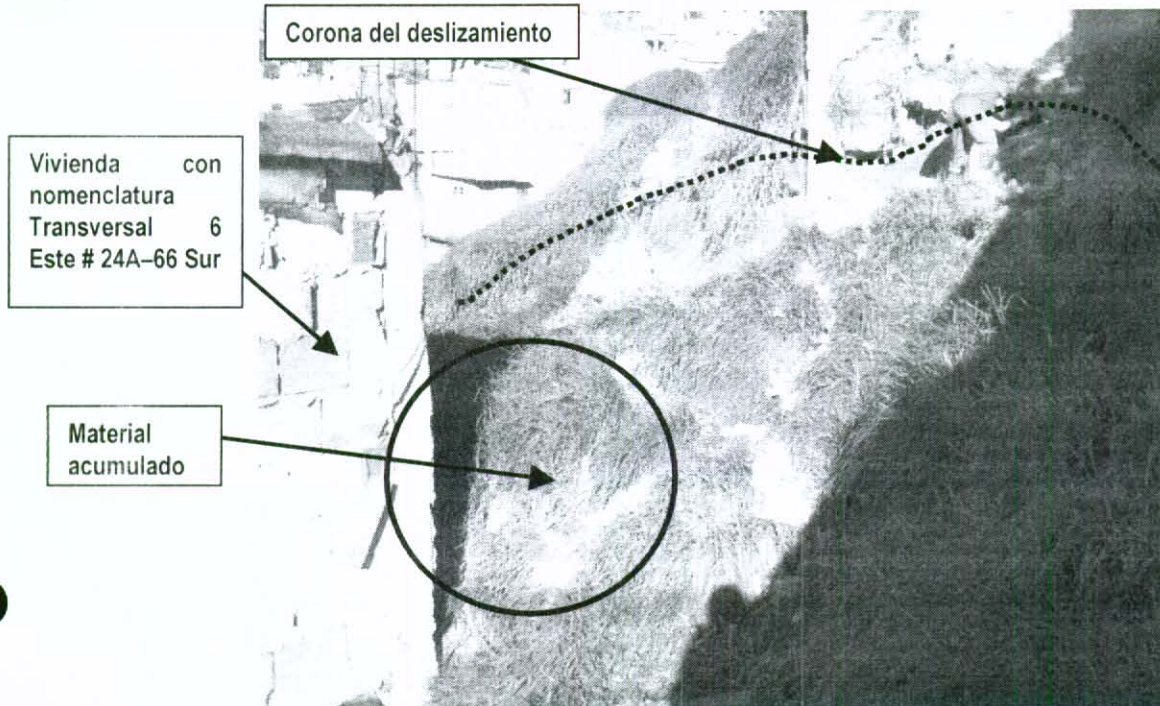 Corona del deslizamiento
Vivienda con
nomenclatura
Transversal 6
Este # 24A–66 Sur
Material
acumulado